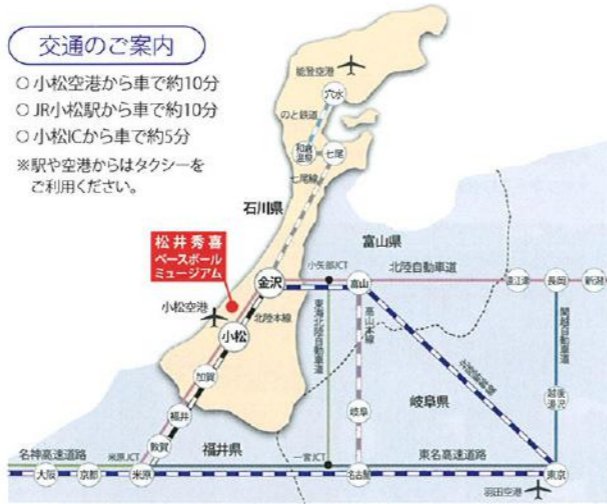 交通のご案内
○ 小松空港から車で約10分
○ JR小松駅から車で約10分
○ 小松ICから車で約5分
※駅や空港からはタクシーを
ご利用ください。
能登空港
穴水
のと鉄道
和倉
温泉
七尾
七尾線
石川県
富山県
松井秀喜
ベースボール
ミュージアム
小矢部JCT
北陸自動車道
金沢
富山
直江津
長岡
新潟
小松空港
北陸本線
小松
東海北陸自動車道
高山本線
関越自動車道
加賀
福井
岐阜
岐阜県
越後
湯沢
敦賀
福井県
名神高速道路
米原JCT
一宮JCT
東名高速道路
大阪
京都
米原
名古屋
東京
羽田空港